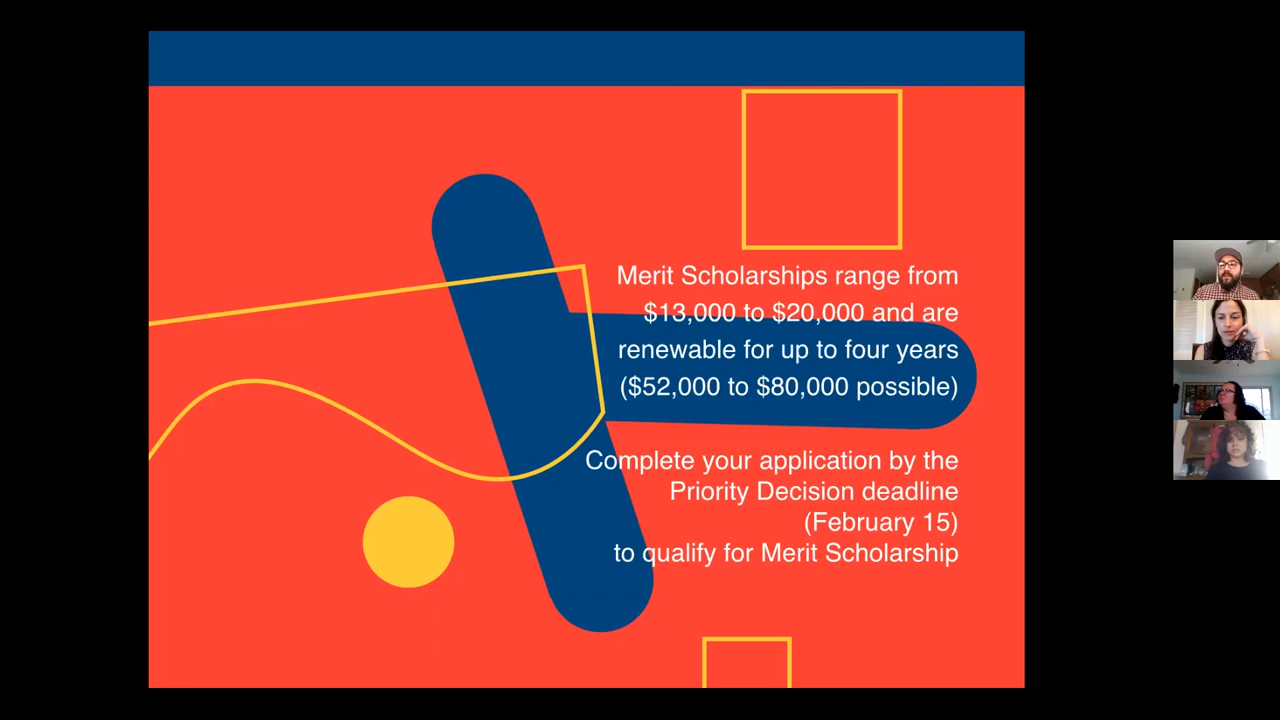 Merit Scholarships range from
$13,000 to $20,000 and are
renewable for up to four years
($52,000 to $80,000 possible)
Complete your application by the
Priority Decision deadline
(February 15)
to qualify for Merit Scholarship